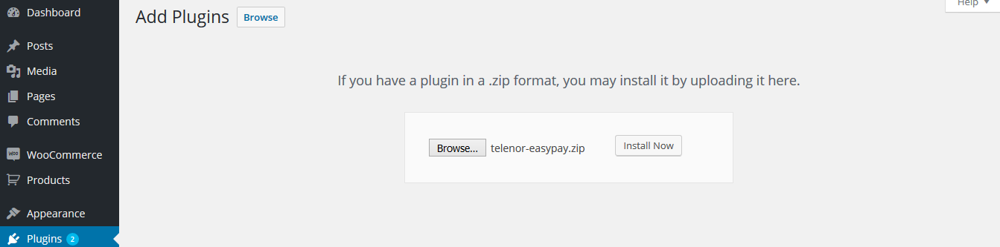 Dashboard
Posts
Media
Pages
Comments
woo WooCommerce
Products
Appearance
Plugins 2
Add Plugins Browse
Help
If you have a plugin in a .zip format, you may install it by uploading it here.
Browse... telenor-easypay.zip Install Now